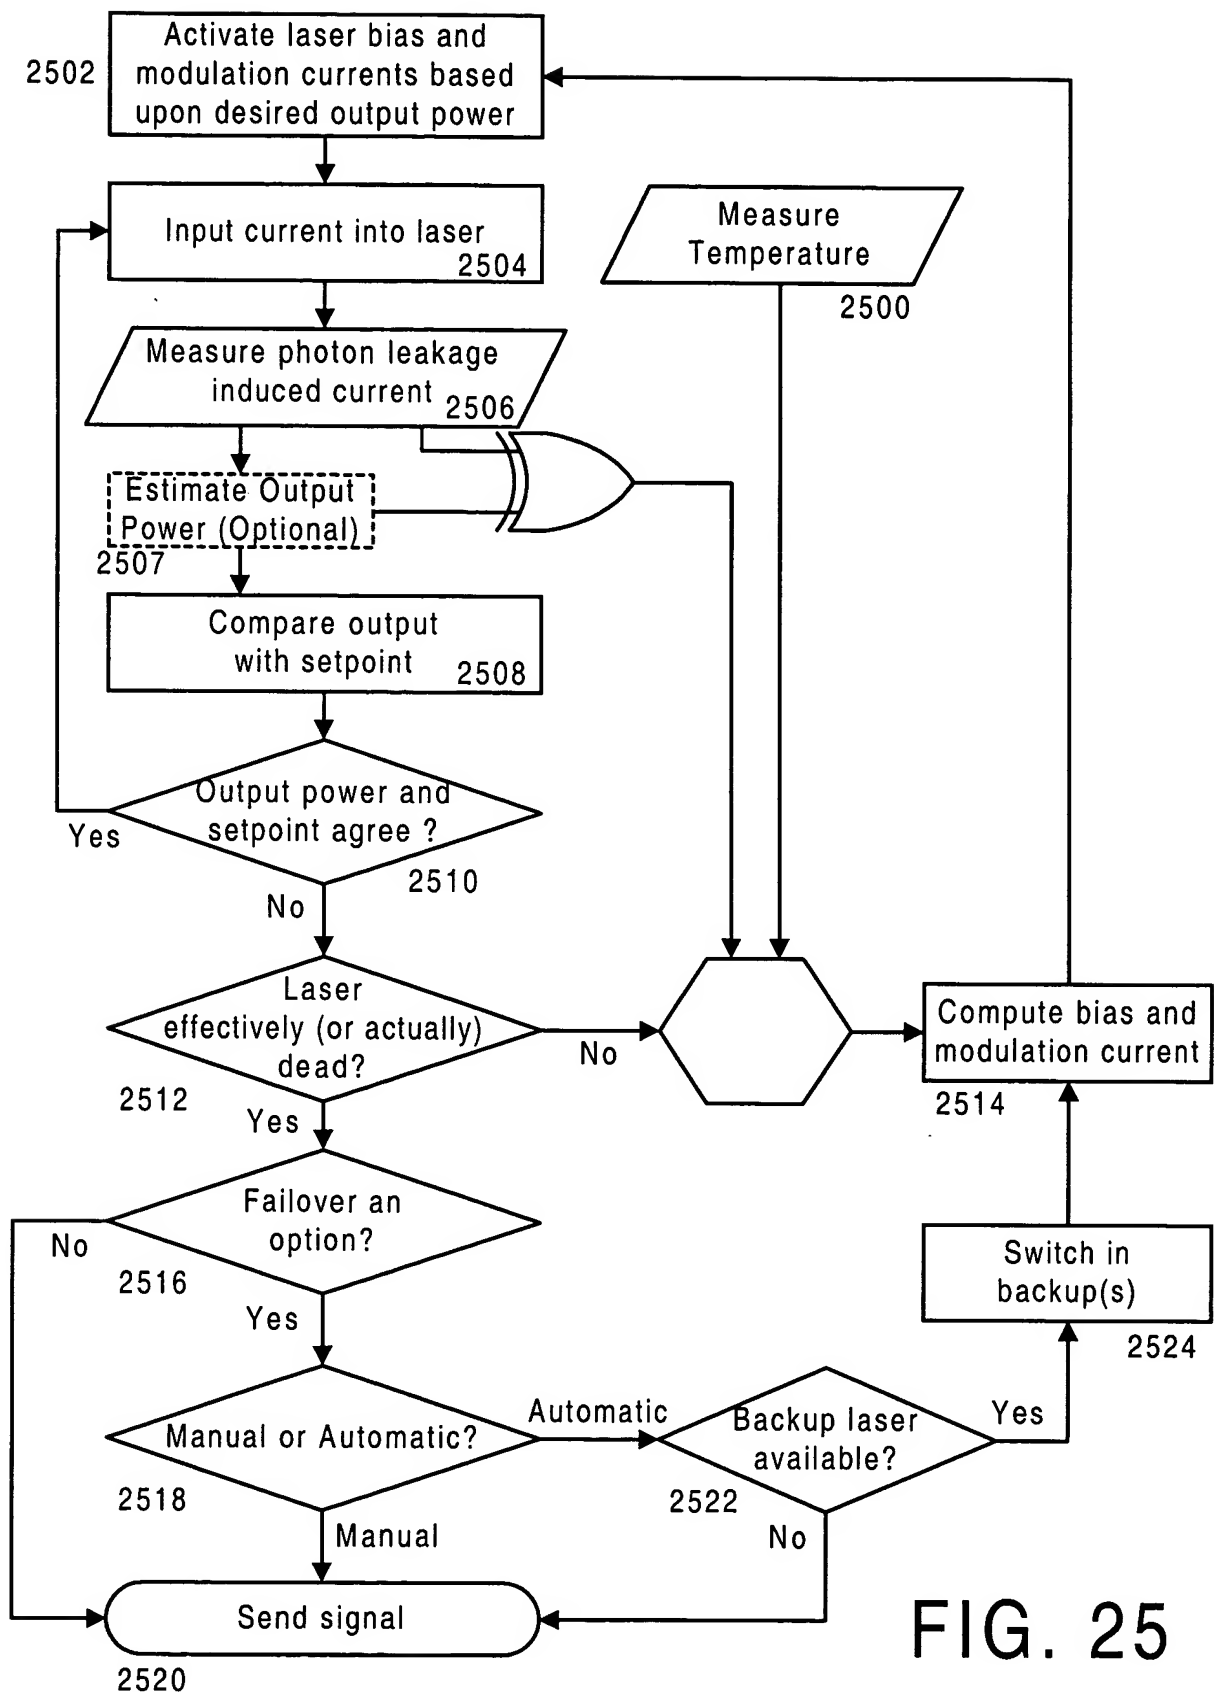 Activate laser bias and
modulation currents based
upon desired output power
2502
Input current into laser
2504
Measure
Temperature
2500
Measure photon leakage
induced current
2506
Estimate Output
Power (Optional)
2507
Compare output
with setpoint
2508
Output power and
setpoint agree ?
Yes
2510
No
Laser
effectively (or actually)
dead?
No
2512
Yes
Compute bias and
modulation current
2514
Failover an
option?
No
2516
Yes
Switch in
backup(s)
2524
Manual or Automatic?
Automatic
2518
Manual
Backup laser
available?
Yes
2522
No
Send signal
2520
FIG. 25